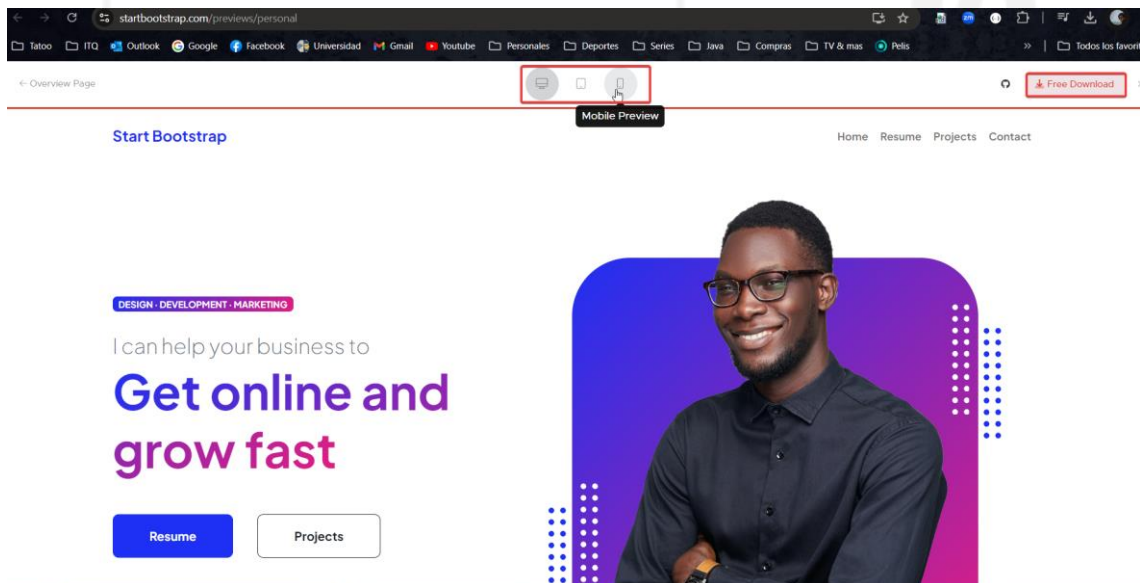 startbootstrap.com/previews/personal
Tatoo ITQ Outlook Google Facebook Universidad Gmail Youtube Personales Deportes Series Java Compras TV & mas Pelis » Todos los favorit
← Overview Page
Free Download
Mobile Preview
Start Bootstrap
Home Resume Projects Contact
DESIGN · DEVELOPMENT · MARKETING
I can help your business to
Get online and
grow fast
Resume Projects